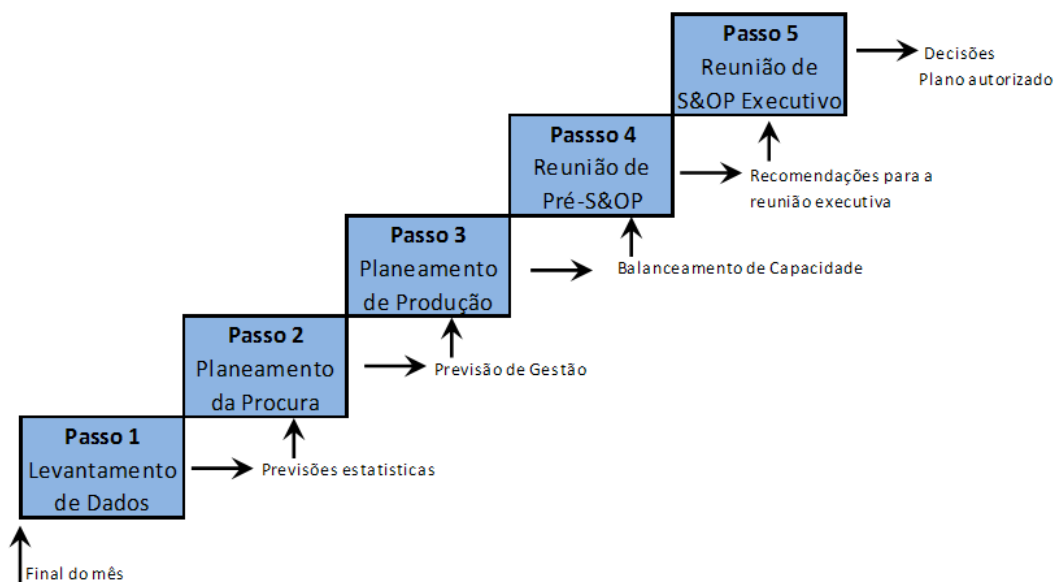 Passo 5
Reunião de
S&OP Executivo
Decisões
Plano autorizado
Passso 4
Reunião de
Pré-S&OP
Recomendações para a
reunião executiva
Passo 3
Planeamento
de Produção
Balanceamento de Capacidade
Passo 2
Planeamento
da Procura
Previsão de Gestão
Passo 1
Levantamento
de Dados
Previsões estatisticas
Final do mês